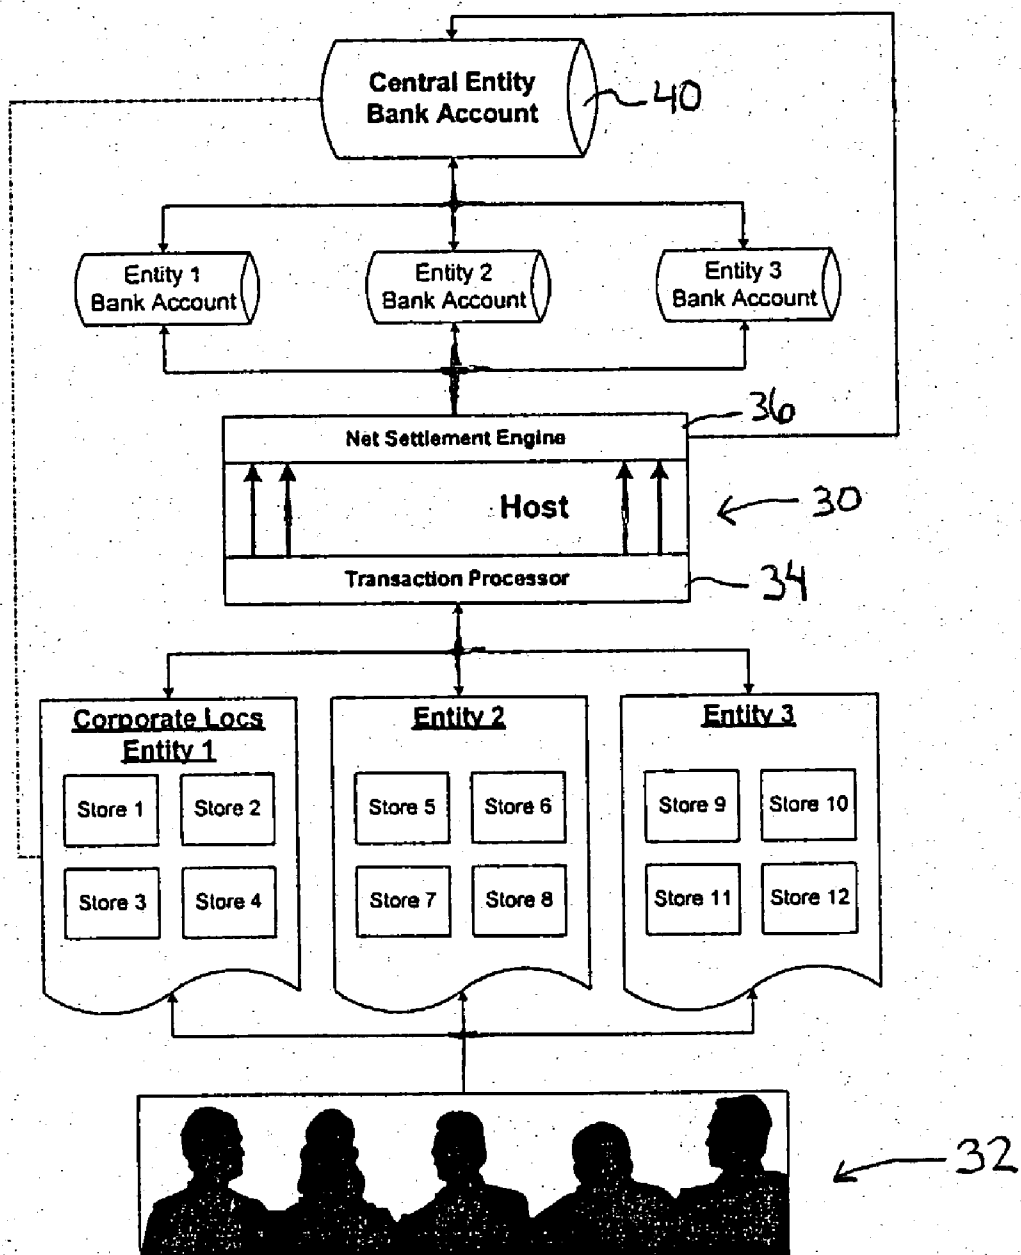 Central Entity
Bank Account
40
Entity 1
Bank Account
Entity 2
Bank Account
Entity 3
Bank Account
36
Net Settlement Engine
Host
30
Transaction Processor
34
Corporate Locs
Entity 1
Entity 2
Entity 3
Store 1
Store 2
Store 5
Store 6
Store 9
Store 10
Store 3
Store 4
Store 7
Store 8
Store 11
Store 12
32